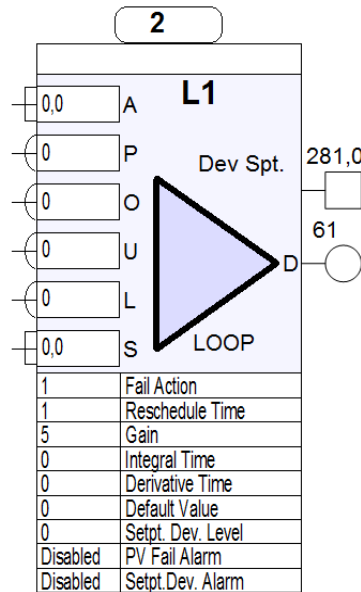 2
L1
0,0 A
0 P
Dev Spt. 281,0
0 O
61
0 U
D
0 L
LOOP
0,0 S
1 Fail Action
1 Reschedule Time
5 Gain
0 Integral Time
0 Derivative Time
0 Default Value
0 Setpt. Dev. Level
Disabled PV Fail Alarm
Disabled Setpt.Dev. Alarm